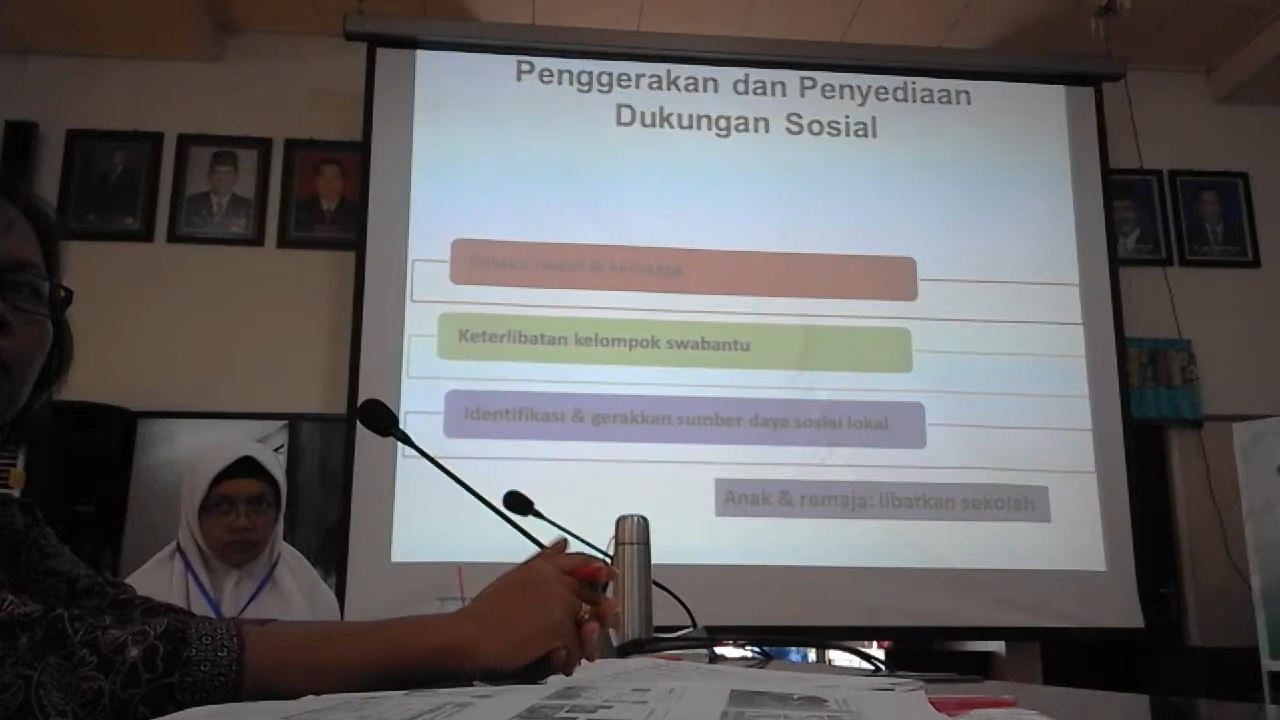 Penggerakan dan Penyediaan
Dukungan Sosial
Keterlibatan kelompok swabantu
Identifikasi & gerakkan sumber daya sosial lokal
Anak & remaja: libatkan sekolah